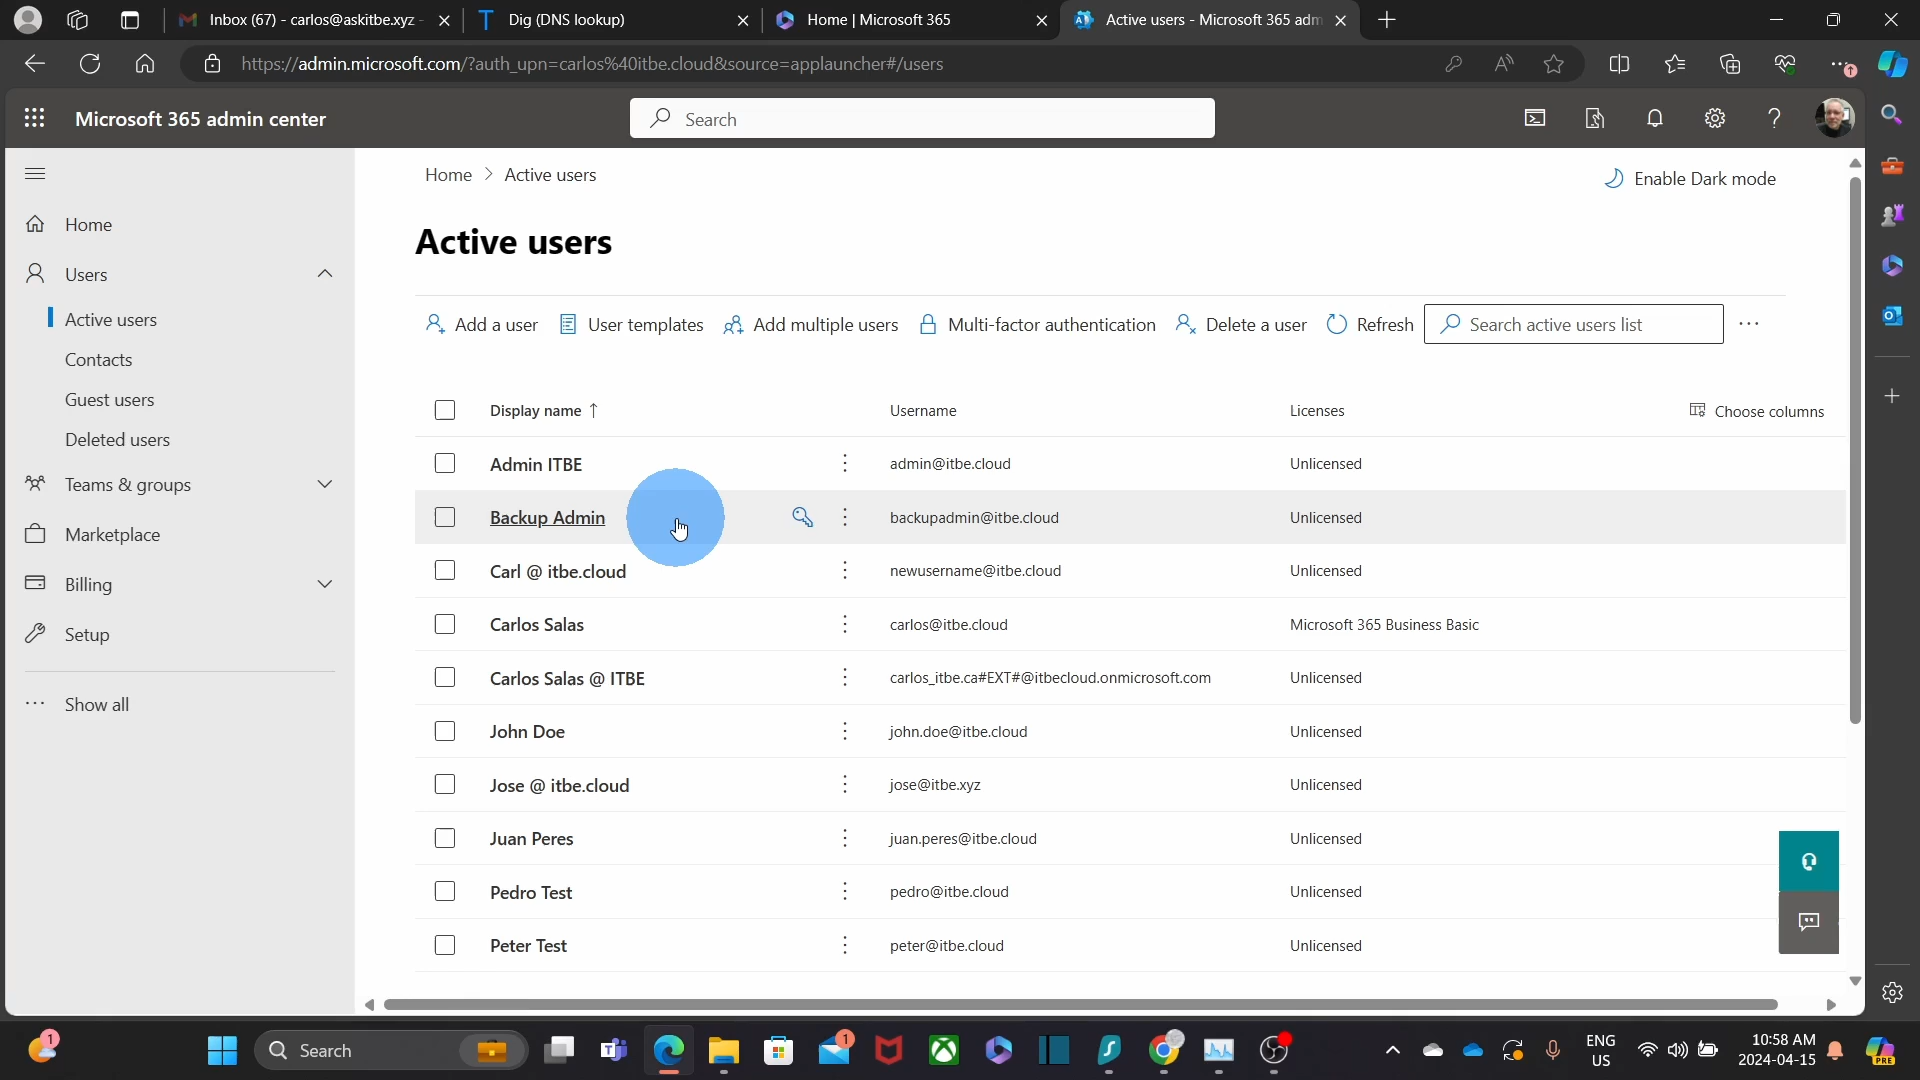 Inbox (67) - carlos@askitbe.xyz -
Dig (DNS lookup)
Home | Microsoft 365
Active users - Microsoft 365 adm
https://admin.microsoft.com/?auth_upn=carlos%40itbe.cloud&source=applauncher#/users
Microsoft 365 admin center
Search
Home > Active users
Enable Dark mode
Home
Active users
Users
Active users
Contacts
Guest users
Deleted users
Teams & groups
Marketplace
Billing
Setup
Show all
Add a user
User templates
Add multiple users
Multi-factor authentication
Delete a user
Refresh
Search active users list
Display name ↑ Username Licenses Choose columns
Admin ITBE admin@itbe.cloud Unlicensed
Backup Admin backupadmin@itbe.cloud Unlicensed
Carl @ itbe.cloud newusername@itbe.cloud Unlicensed
Carlos Salas carlos@itbe.cloud Microsoft 365 Business Basic
Carlos Salas @ ITBE carlos_itbe.ca#EXT#@itbecloud.onmicrosoft.com Unlicensed
John Doe john.doe@itbe.cloud Unlicensed
Jose @ itbe.cloud jose@itbe.xyz Unlicensed
Juan Peres juan.peres@itbe.cloud Unlicensed
Pedro Test pedro@itbe.cloud Unlicensed
Peter Test peter@itbe.cloud Unlicensed
1
Search
1
ENG
US
10:58 AM
2024-04-15
PRE